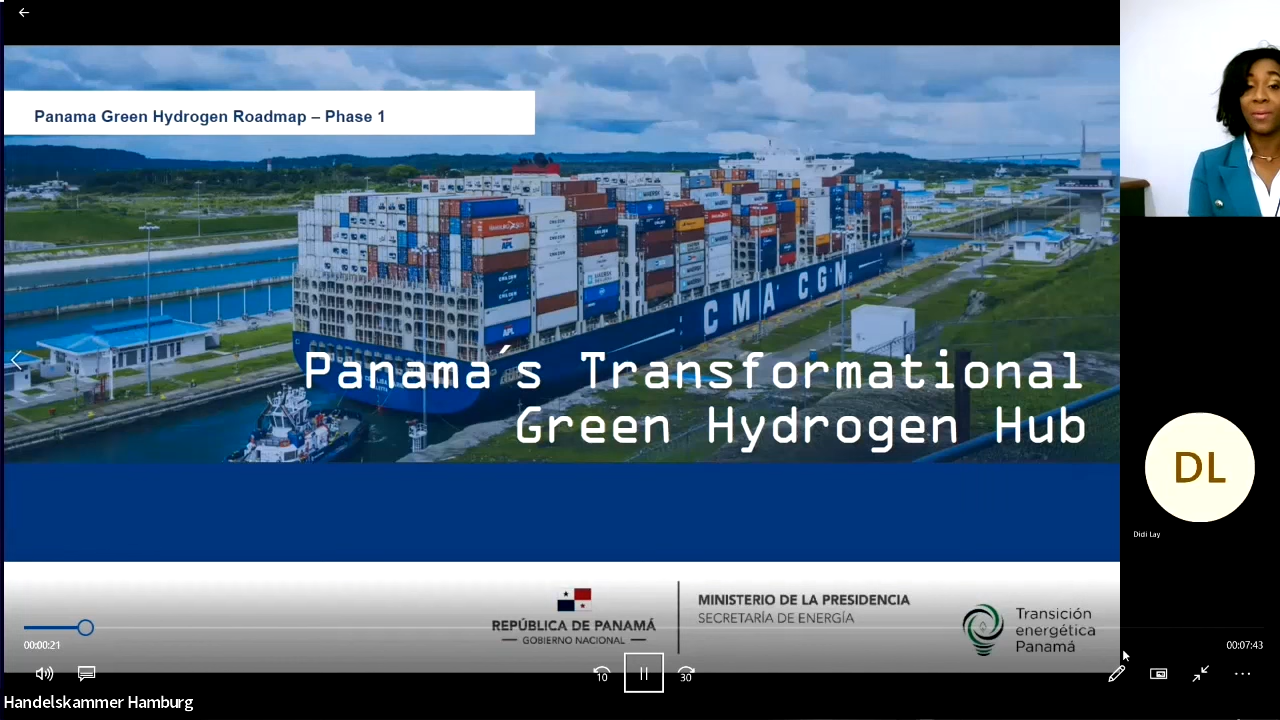 Panama Green Hydrogen Roadmap – Phase 1
CMA CGM
APL
APL
Panama´s Transformational
Green Hydrogen Hub
DL
Didi Lay
REPÚBLICA DE PANAMÁ
— GOBIERNO NACIONAL —
MINISTERIO DE LA PRESIDENCIA
SECRETARÍA DE ENERGÍA
Transición
energética
Panamá
00:00:21
00:07:43
10
30
Handelskammer Hamburg